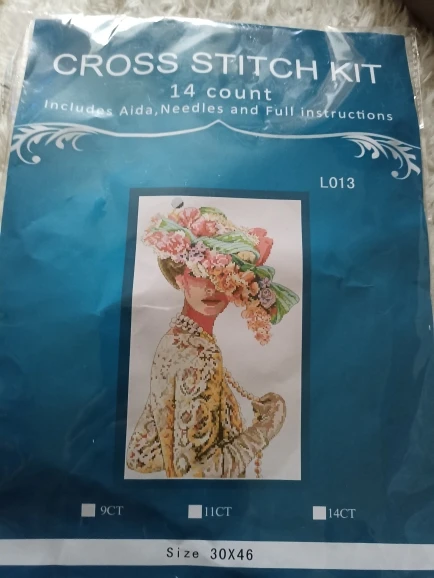 CROSS STITCH KIT
14 count
Includes Aida,Needles and Full instructions
L013
9CT 11CT 14CT
Size 30X46